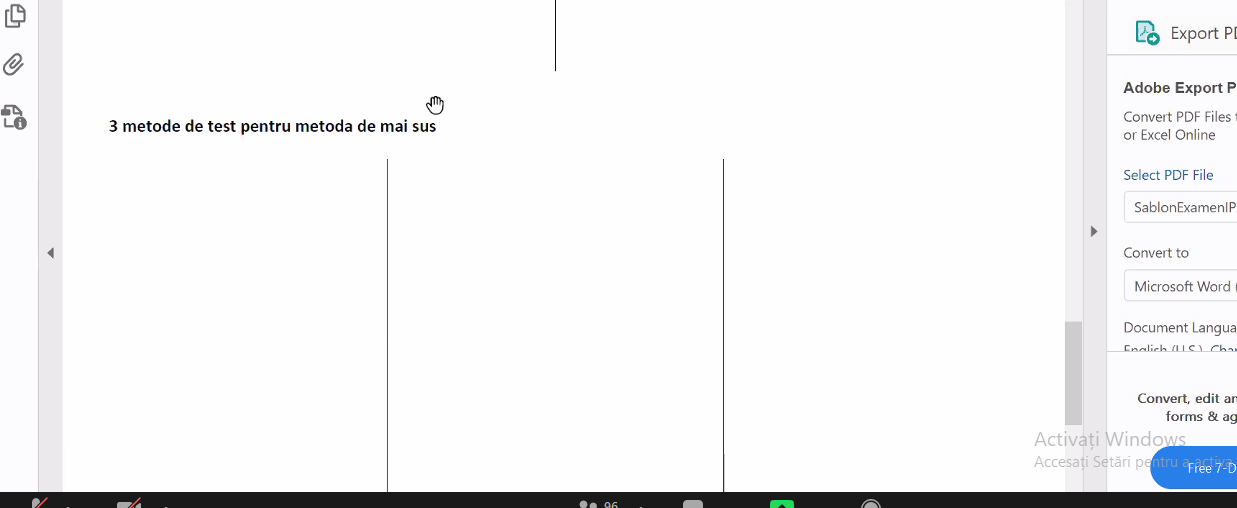 3 metode de test pentru metoda de mai sus
Export PD
Adobe Export P
Convert PDF Files
or Excel Online
Select PDF File
SablonExamenIP
Convert to
Microsoft Word (
Document Langua
English (U.S.) Chan
Convert, edit an
forms & ag
Activați Windows
Accesați Setări pentru a activa
Free 7-D
96